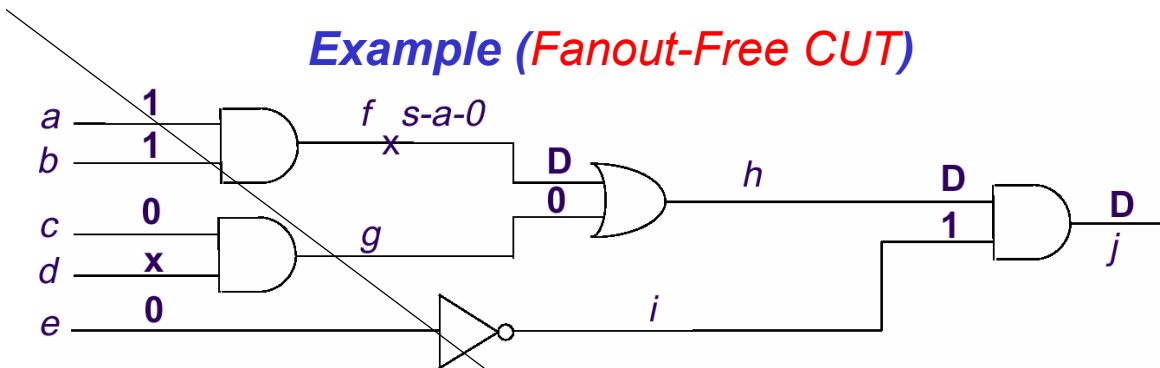 Example (Fanout-Free CUT)
a 1 f s-a-0
x
b 1 D h D
0 D
c 0 g 1 j
d x
e 0 i